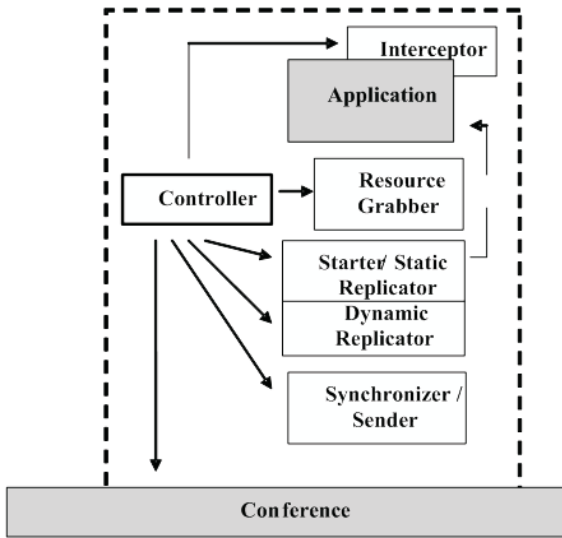 Interceptor
Application
Controller
Resource
Grabber
Starter/ Static
Replicator
Dynamic
Replicator
Synchronizer /
Sender
Conference